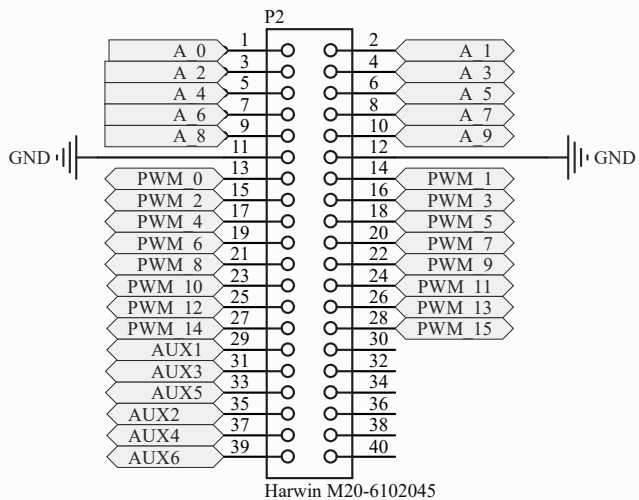 P2
A_0 1 2 A_1
A_2 3 4 A_3
A_4 5 6 A_5
A_6 7 8 A_7
A_8 9 10 A_9
GND 11 12 GND
PWM_0 13 14 PWM_1
PWM_2 15 16 PWM_3
PWM_4 17 18 PWM_5
PWM_6 19 20 PWM_7
PWM_8 21 22 PWM_9
PWM_10 23 24 PWM_11
PWM_12 25 26 PWM_13
PWM_14 27 28 PWM_15
AUX1 29 30
AUX3 31 32
AUX5 33 34
AUX2 35 36
AUX4 37 38
AUX6 39 40
Harwin M20-6102045